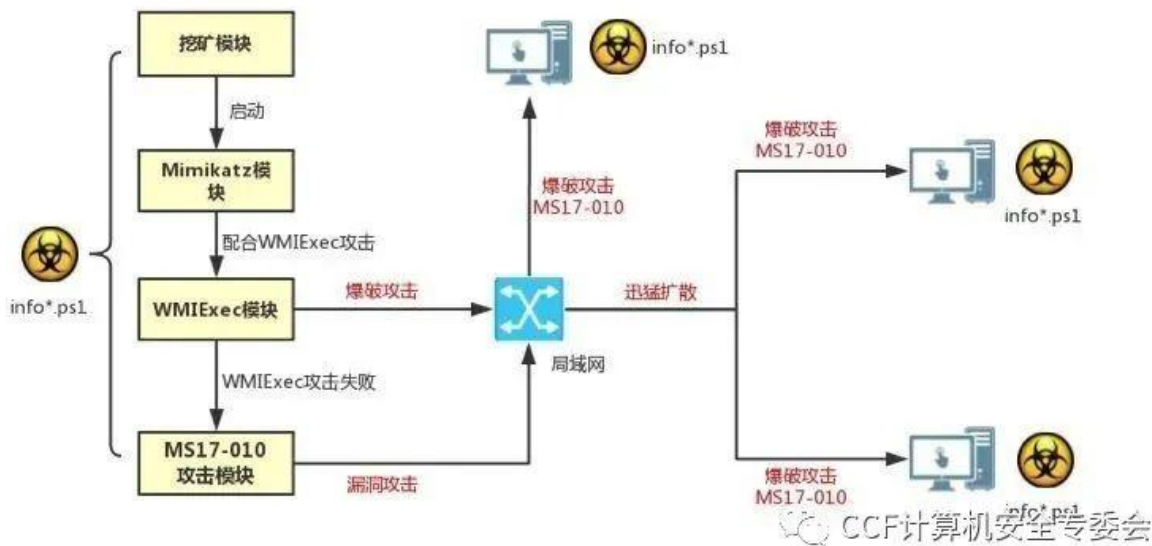 挖矿模块
启动
Mimikatz模
块
配合WMIExec攻击
WMIExec模块
WMIExec攻击失败
MS17-010
攻击模块
info*.ps1
爆破攻击
漏洞攻击
局域网
爆破攻击
MS17-010
info*.ps1
迅猛扩散
爆破攻击
MS17-010
info*.ps1
爆破攻击
MS17-010
info*.ps1
CCF计算机安全专委会